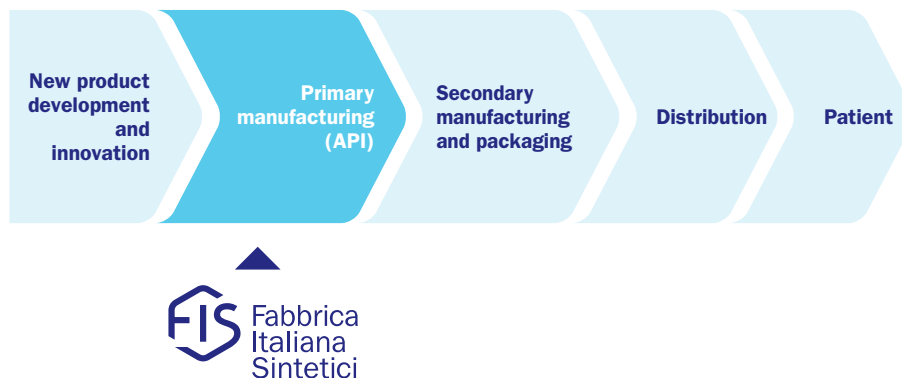 New product
development
and
innovation
Primary
manufacturing
(API)
Secondary
manufacturing
and packaging
Distribution
Patient
FIS
Fabbrica
Italiana
Sintetici